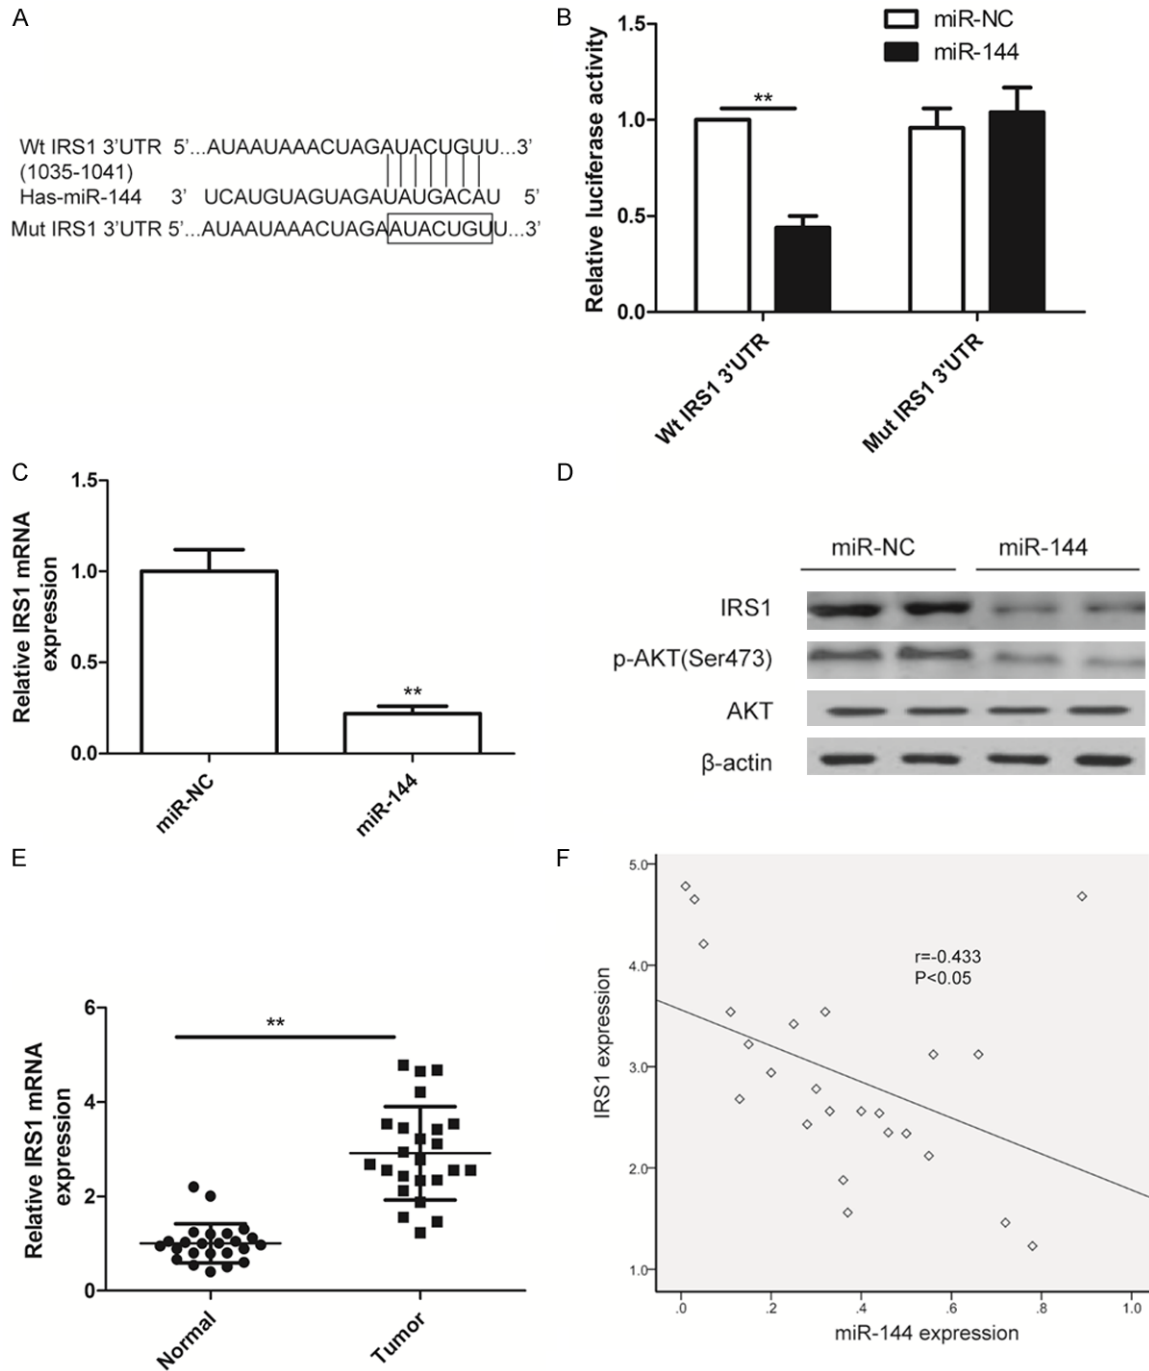 A
Wt IRS1 3'UTR 5'...AUAAUAAACUAGAUACUGUU...3'
(1035-1041)
Has-miR-144 3' UCAUGUAGUAGAUAUGACAU 5'
Mut IRS1 3'UTR 5'...AUAAUAAACUAGAAUACUGUU...3'
B
miR-NC
miR-144
Relative luciferase activity
1.5
1.0
0.5
0.0
**
Wt IRS1 3'UTR
Mut IRS1 3'UTR
C
Relative IRS1 mRNA
expression
1.5
1.0
0.5
0.0
**
miR-NC
miR-144
D
miR-NC
miR-144
IRS1
p-AKT(Ser473)
AKT
β-actin
E
Relative IRS1 mRNA
expression
6
4
2
0
**
Normal
Tumor
F
IRS1 expression
5.0
4.0
3.0
2.0
1.0
r=-0.433
P<0.05
.0
.2
.4
.6
.8
1.0
miR-144 expression